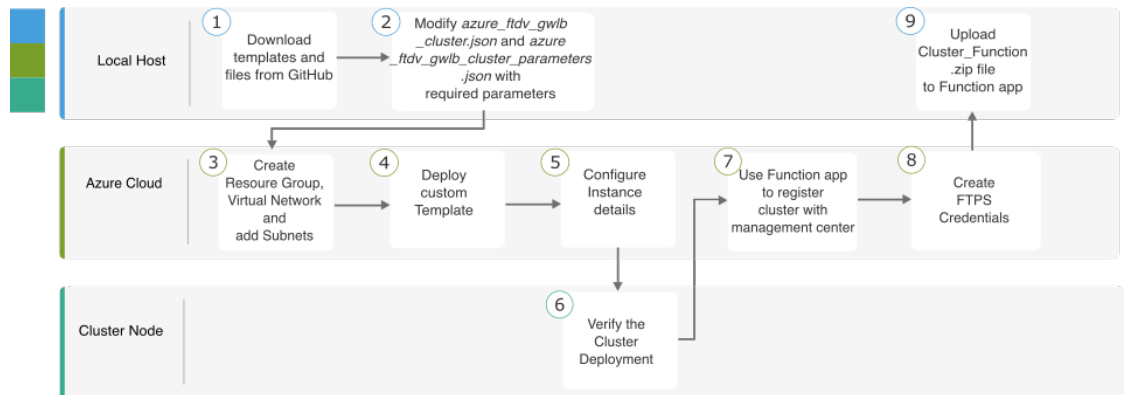 Local Host
1
Download
templates and
files from GitHub
2
Modify azure_ftdv_gwlb
_cluster.json and azure
_ftdv_gwlb_cluster_parameters
.json with
required parameters
9
Upload
Cluster_Function
.zip file
to Function app
Azure Cloud
3
Create
Resoure Group,
Virtual Network
and
add Subnets
4
Deploy
custom
Template
5
Configure
Instance
details
7
Use Function app
to register
cluster with
management center
8
Create
FTPS
Credentials
Cluster Node
6
Verify the
Cluster
Deployment